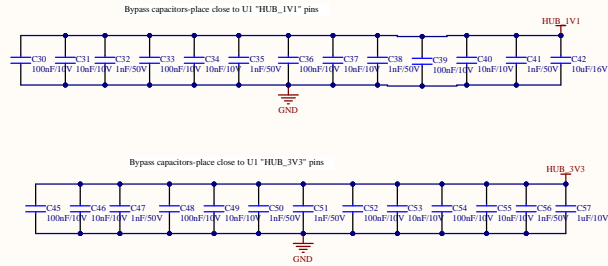 Bypass capacitors-place close to U1 "HUB_1V1" pins
HUB_1V1
C30 C31 C32 C33 C34 C35 C36 C37 C38 C39 C40 C41 C42
100nF/10V 10nF/10V 1nF/50V 100nF/10V 10nF/10V 1nF/50V 100nF/10V 10nF/10V 1nF/50V 100nF/10V 10nF/10V 1nF/50V 10uF/16V
GND
Bypass capacitors-place close to U1 "HUB_3V3" pins
HUB_3V3
C45 C46 C47 C48 C49 C50 C51 C52 C53 C54 C55 C56 C57
100nF/10V 10nF/10V 1nF/50V 100nF/10V 10nF/10V 1nF/50V 1nF/50V 100nF/10V 10nF/10V 100nF/10V 10nF/10V 1nF/50V 1uF/10V
GND